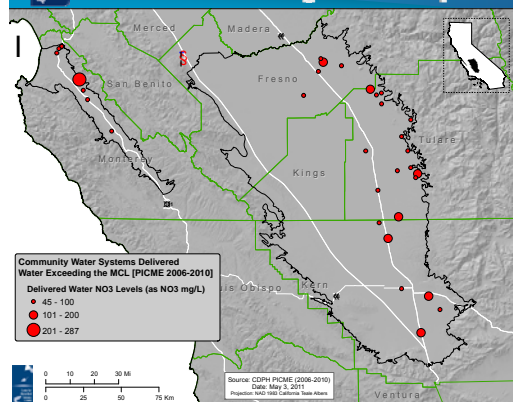 Merced
Madera
San Benito
Fresno
Tulare
Monterey
Kings
Kern
uis Obispo
Ventura
Community Water Systems Delivered
Water Exceeding the MCL [PICME 2006-2010]
Delivered Water NO3 Levels (as NO3 mg/L)
45 - 100
101 - 200
201 - 287
0 10 20 30 Mi
0 25 50 75 Km
Source: CDPH PICME (2006-2010)
Date: May 3, 2011
Projection: NAD 1983 California Teale Albers